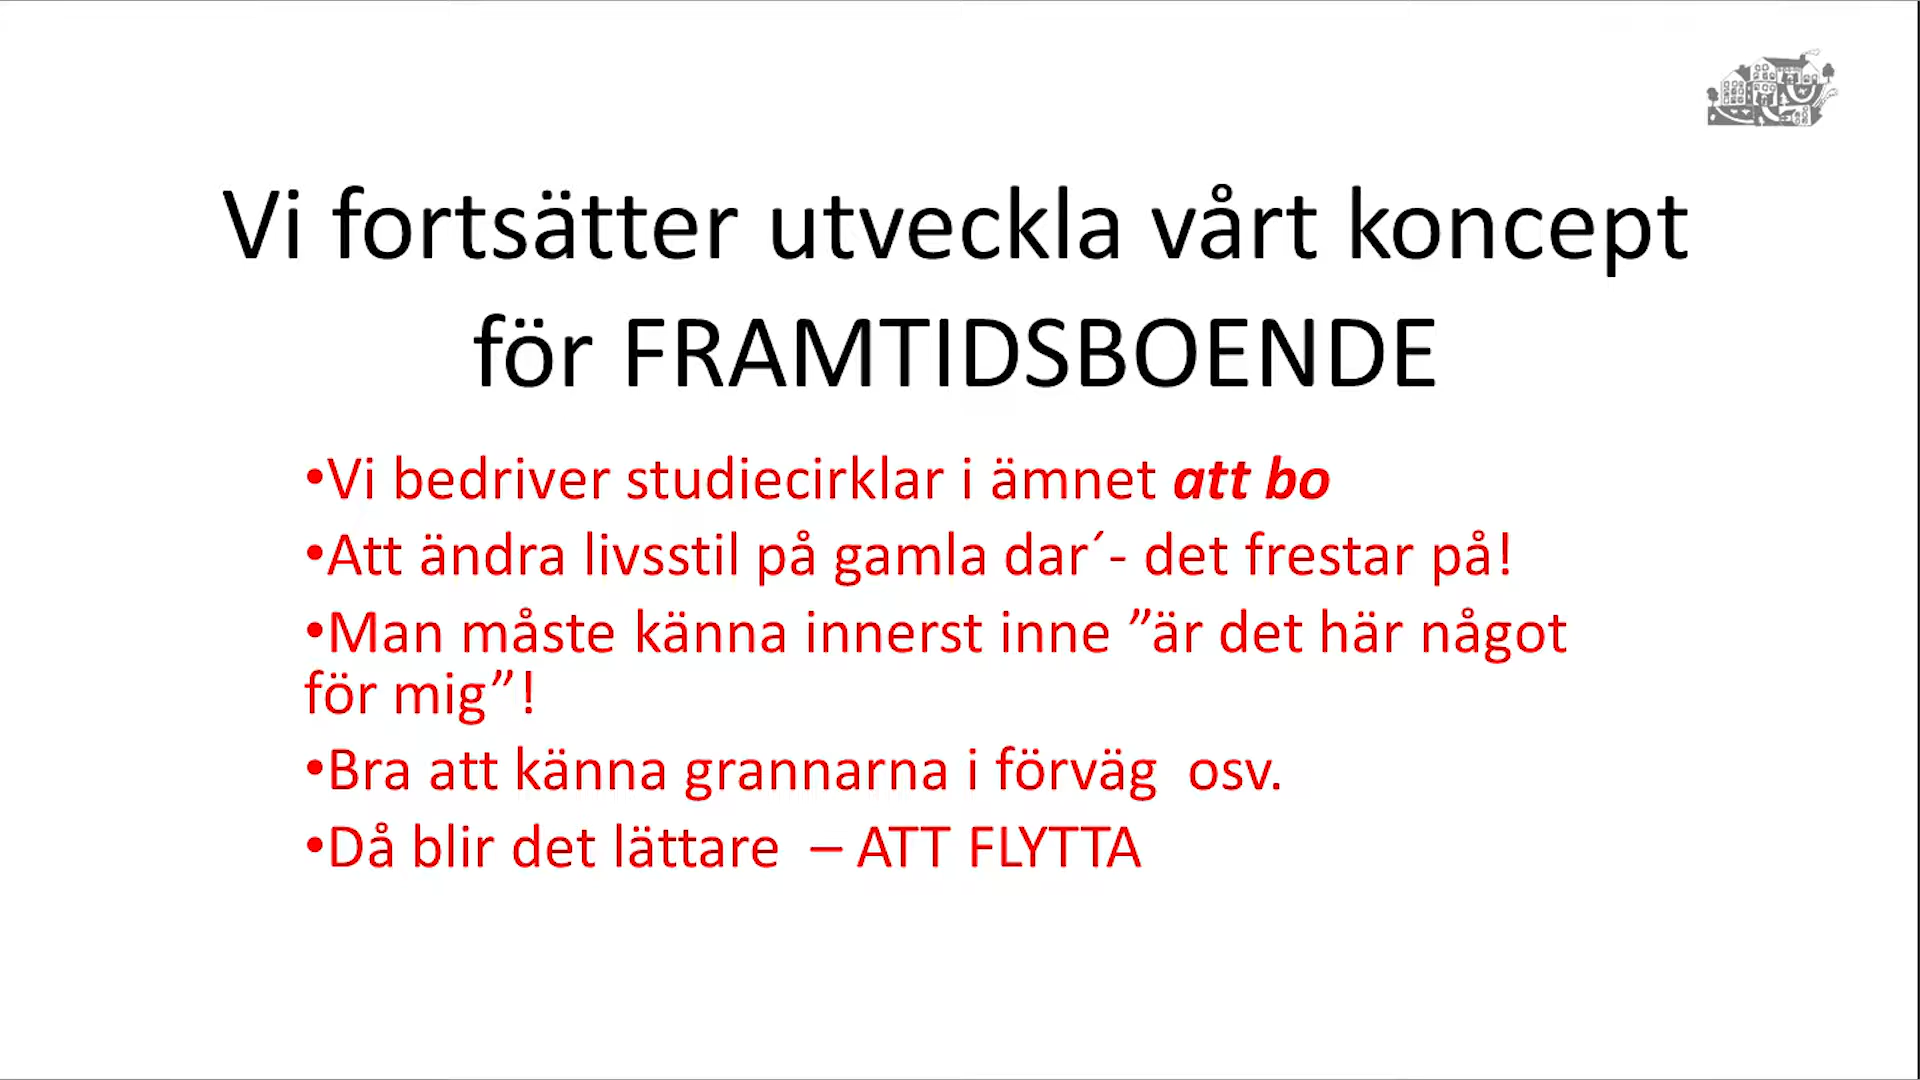 Vi fortsätter utveckla vårt koncept
för FRAMTIDSBOENDE
•Vi bedriver studiecirklar i ämnet att bo
•Att ändra livsstil på gamla dar´- det frestar på!
•Man måste känna innerst inne ”är det här något
för mig”!
•Bra att känna grannarna i förväg  osv.
•Då blir det lättare  – ATT FLYTTA